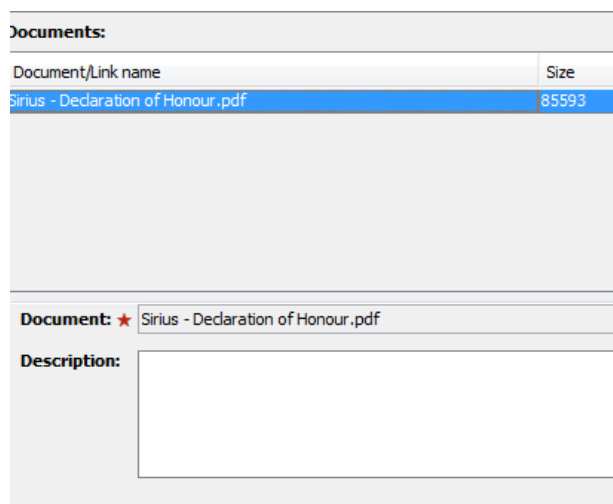 Documents:
Document/Link name Size
Sirius - Declaration of Honour.pdf 85593
Document: ★ Sirius - Declaration of Honour.pdf
Description: